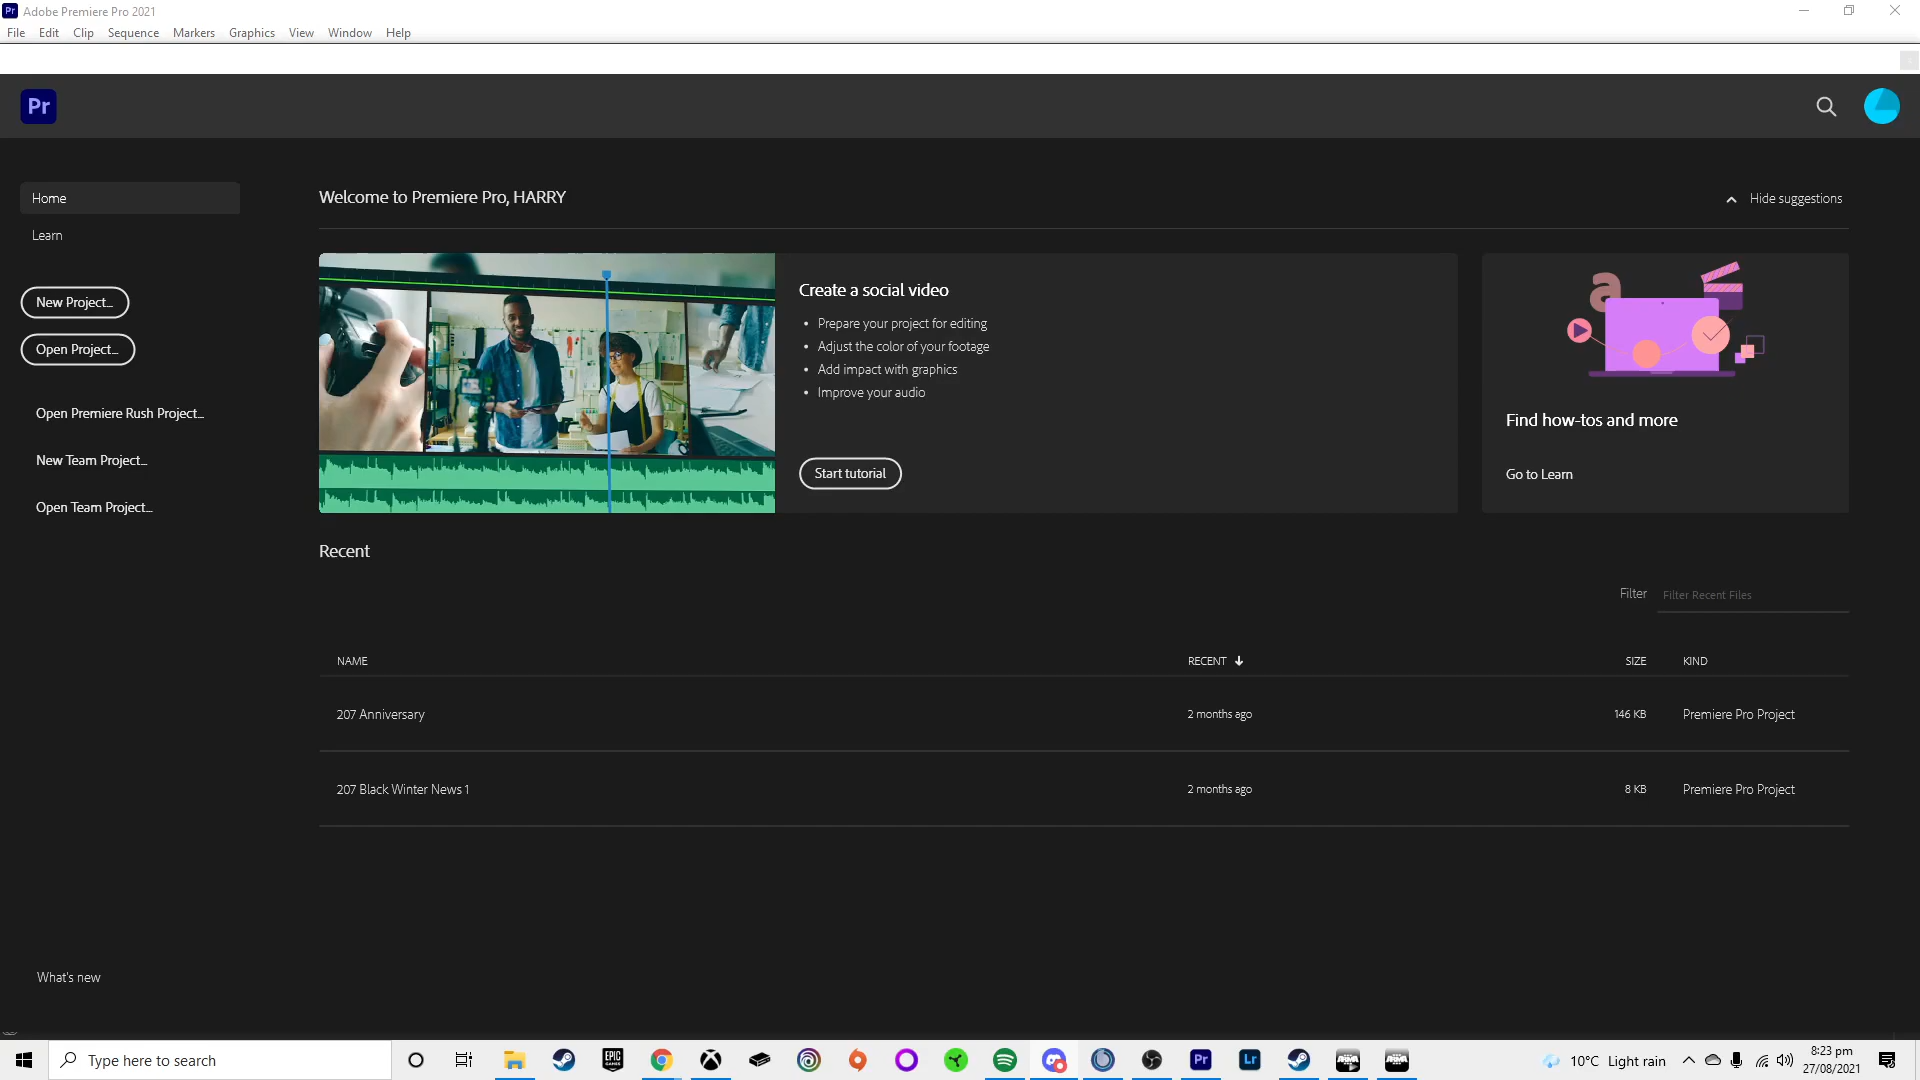 Pr Adobe Premiere Pro 2021
File Edit Clip Sequence Markers Graphics View Window Help
Pr
Home
Learn
New Project...
Open Project...
Open Premiere Rush Project...
New Team Project...
Open Team Project...
What's new
Welcome to Premiere Pro, HARRY
Hide suggestions
Create a social video
• Prepare your project for editing
• Adjust the color of your footage
• Add impact with graphics
• Improve your audio
Start tutorial
a
Find how-tos and more
Go to Learn
Recent
Filter Filter Recent Files
NAME RECENT SIZE KIND
207 Anniversary 2 months ago 146 KB Premiere Pro Project
207 Black Winter News 1 2 months ago 8 KB Premiere Pro Project
Type here to search
EPIC GAMES
Pr
Lr
10°C Light rain
8:23 pm
27/08/2021